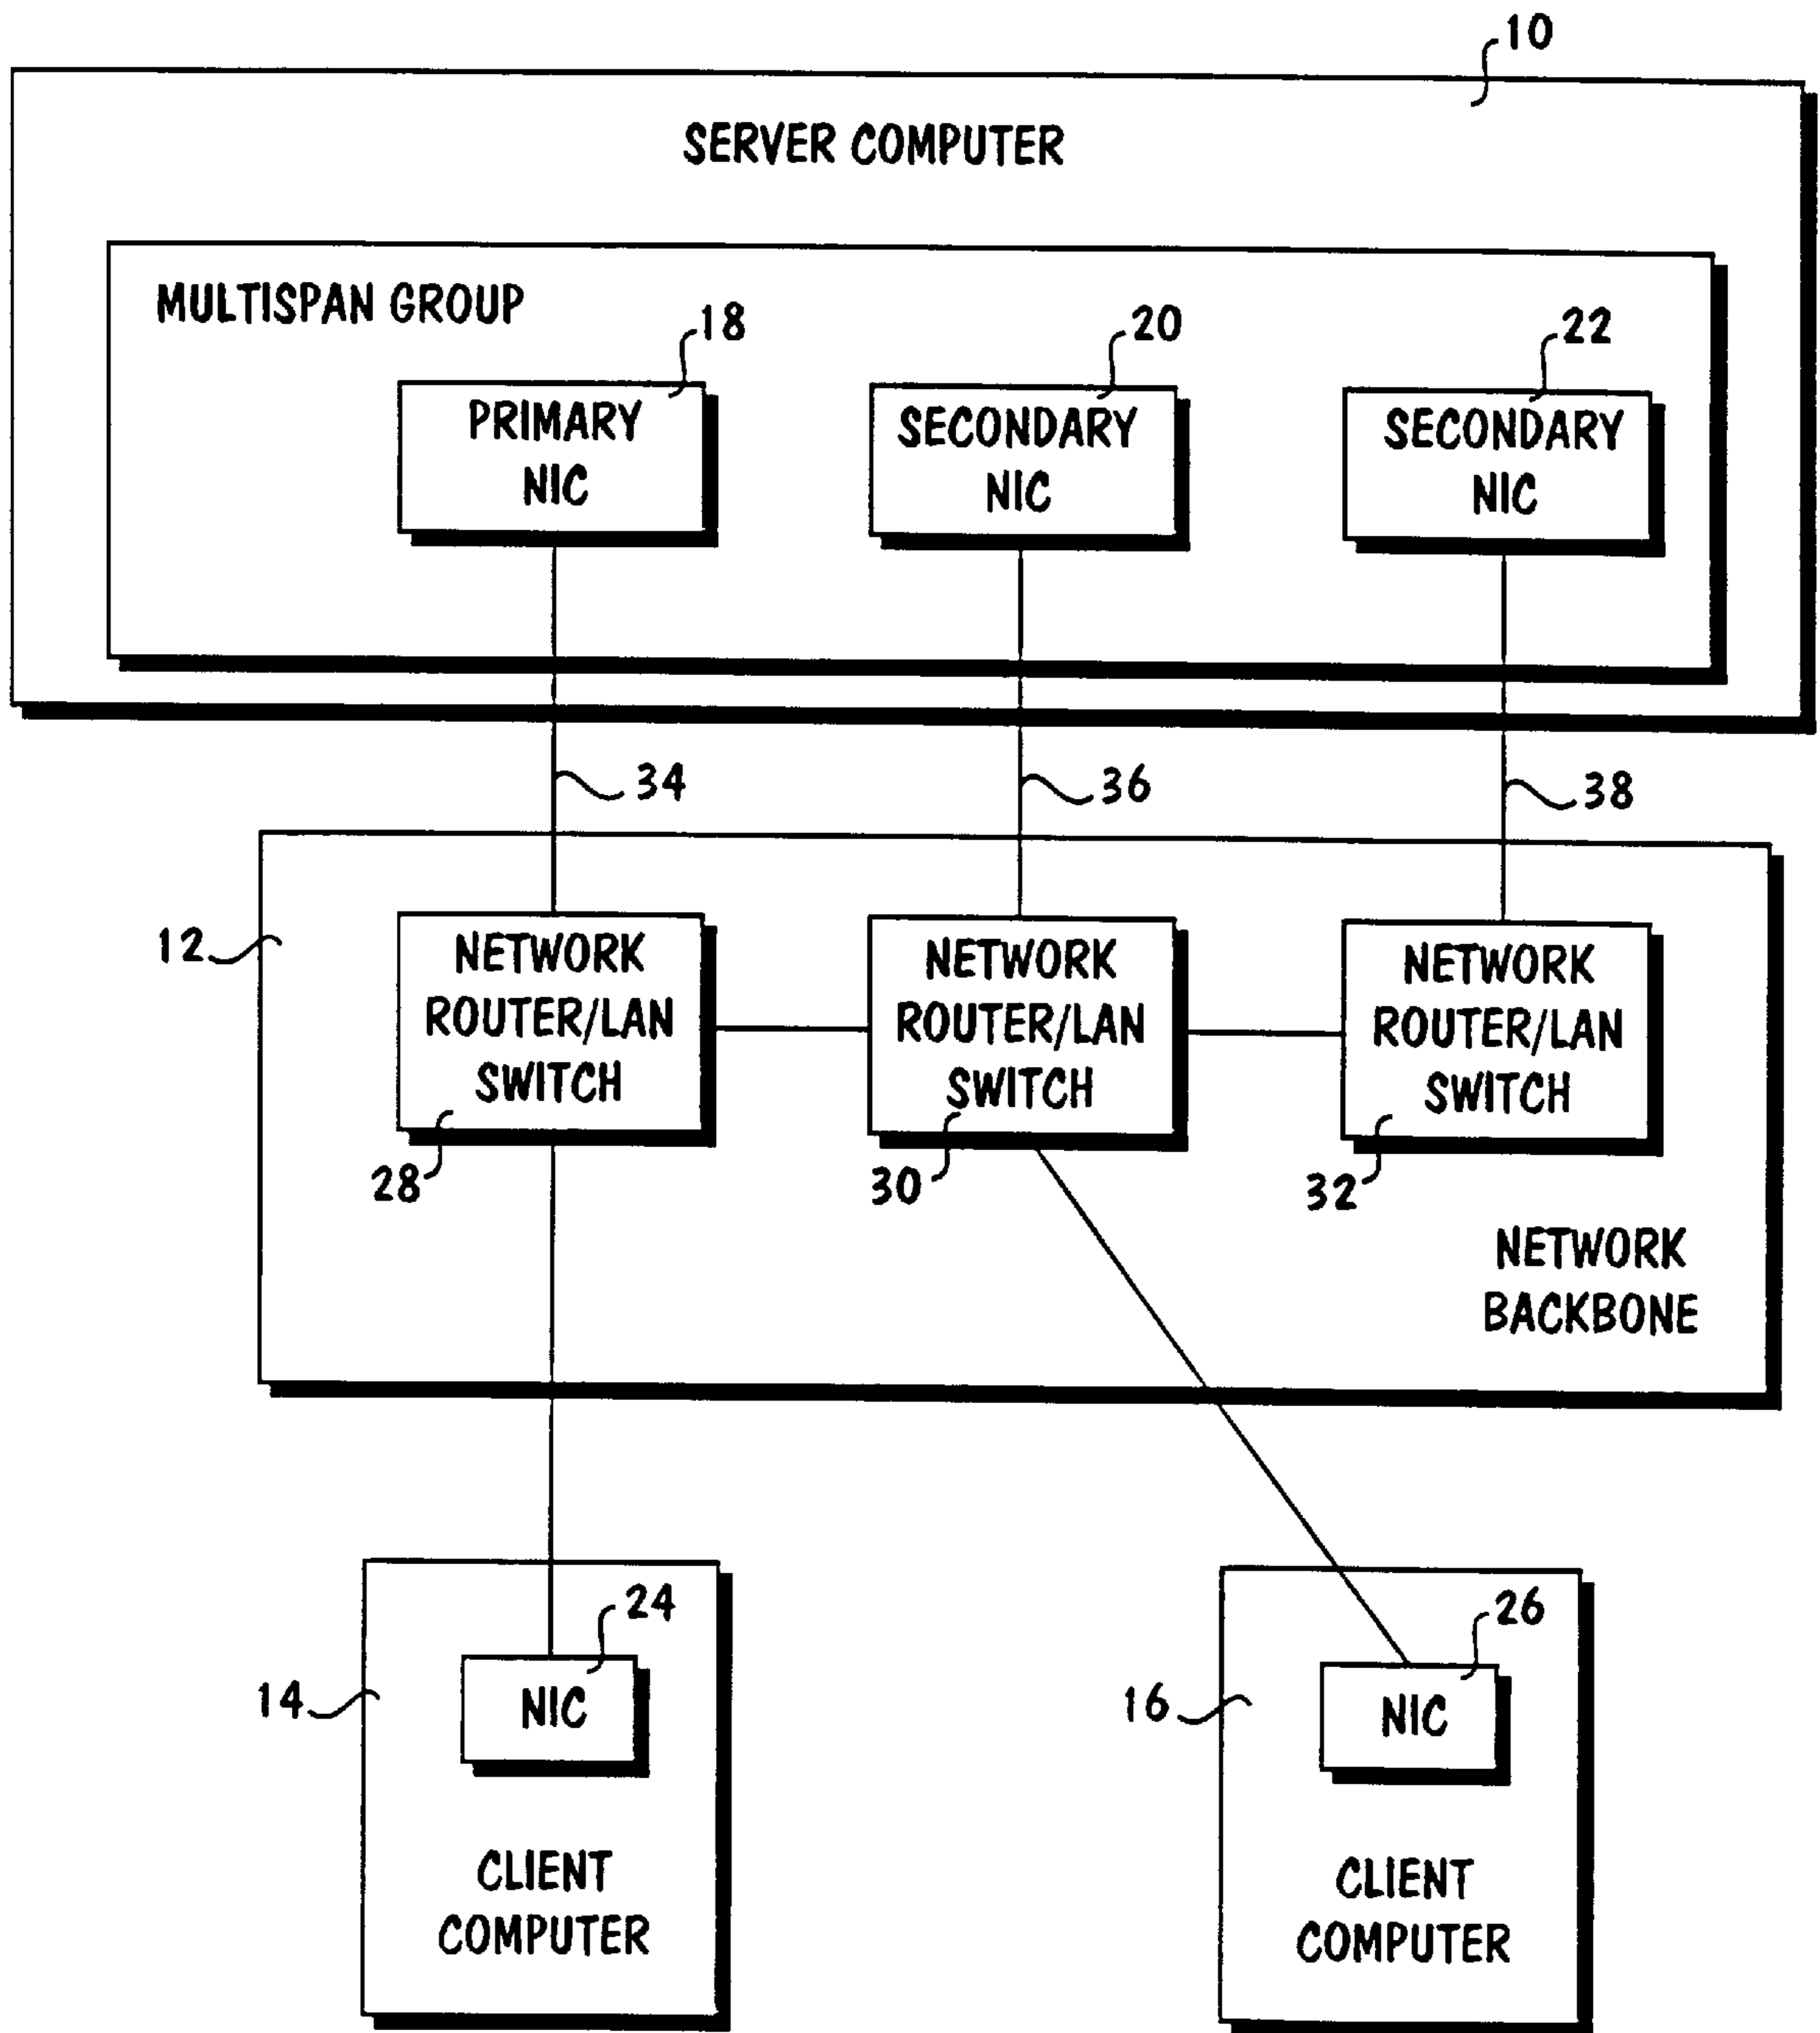 10
SERVER COMPUTER
MULTISPAN GROUP
18
20
22
PRIMARY
NIC
SECONDARY
NIC
SECONDARY
NIC
34
36
38
12
NETWORK
ROUTER/LAN
SWITCH
NETWORK
ROUTER/LAN
SWITCH
NETWORK
ROUTER/LAN
SWITCH
28
30
32
NETWORK
BACKBONE
24
26
14
NIC
16
NIC
CLIENT
COMPUTER
CLIENT
COMPUTER